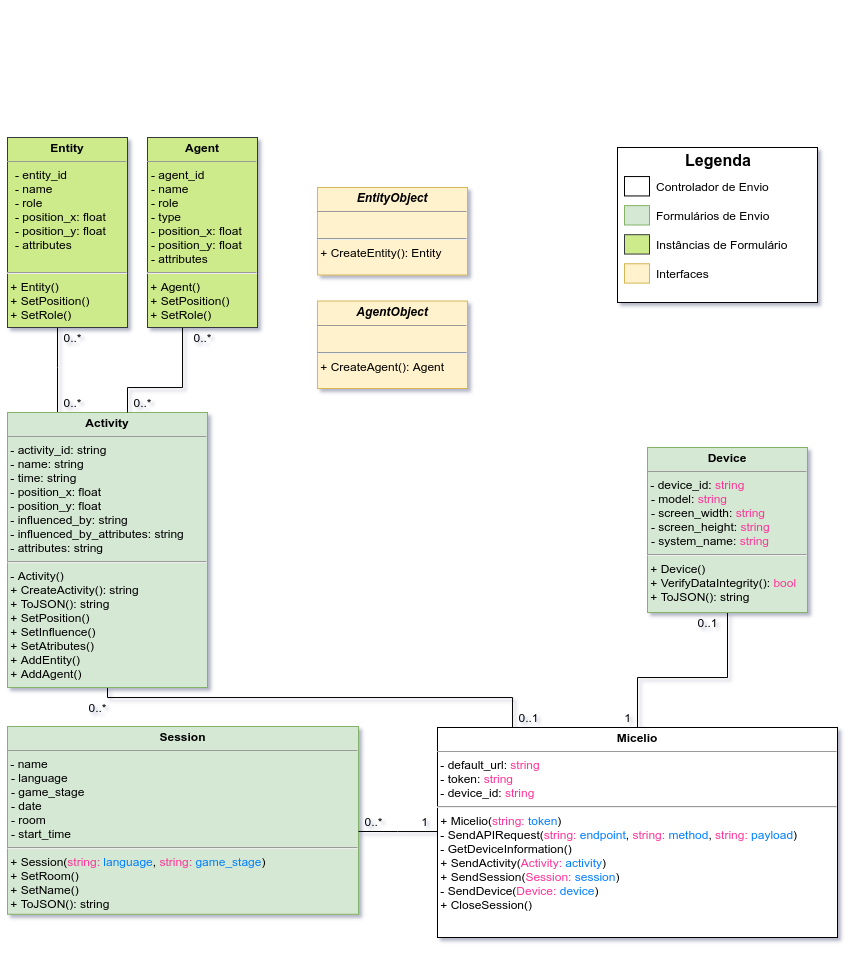 Entity
- entity_id
- name
- role
- position_x: float
- position_y: float
- attributes
+ Entity()
+ SetPosition()
+ SetRole()
Agent
- agent_id
- name
- role
- type
- position_x: float
- position_y: float
- attributes
+ Agent()
+ SetPosition()
+ SetRole()
EntityObject
+ CreateEntity(): Entity
AgentObject
+ CreateAgent(): Agent
Legenda
Controlador de Envio
Formulários de Envio
Instâncias de Formulário
Interfaces
0..*
0..*
0..*
0..*
Activity
- activity_id: string
- name: string
- time: string
- position_x: float
- position_y: float
- influenced_by: string
- influenced_by_attributes: string
- attributes: string
- Activity()
+ CreateActivity(): string
+ ToJSON(): string
+ SetPosition()
+ SetInfluence()
+ SetAtributes()
+ AddEntity()
+ AddAgent()
Device
- device_id: string
- model: string
- screen_width: string
- screen_height: string
- system_name: string
+ Device()
+ VerifyDataIntegrity(): bool
+ ToJSON(): string
0..1
0..*
0..1
1
Session
- name
- language
- game_stage
- date
- room
- start_time
+ Session(string: language, string: game_stage)
+ SetRoom()
+ SetName()
+ ToJSON(): string
0..*
1
Micelio
- default_url: string
- token: string
- device_id: string
+ Micelio(string: token)
- SendAPIRequest(string: endpoint, string: method, string: payload)
- GetDeviceInformation()
+ SendActivity(Activity: activity)
+ SendSession(Session: session)
- SendDevice(Device: device)
+ CloseSession()